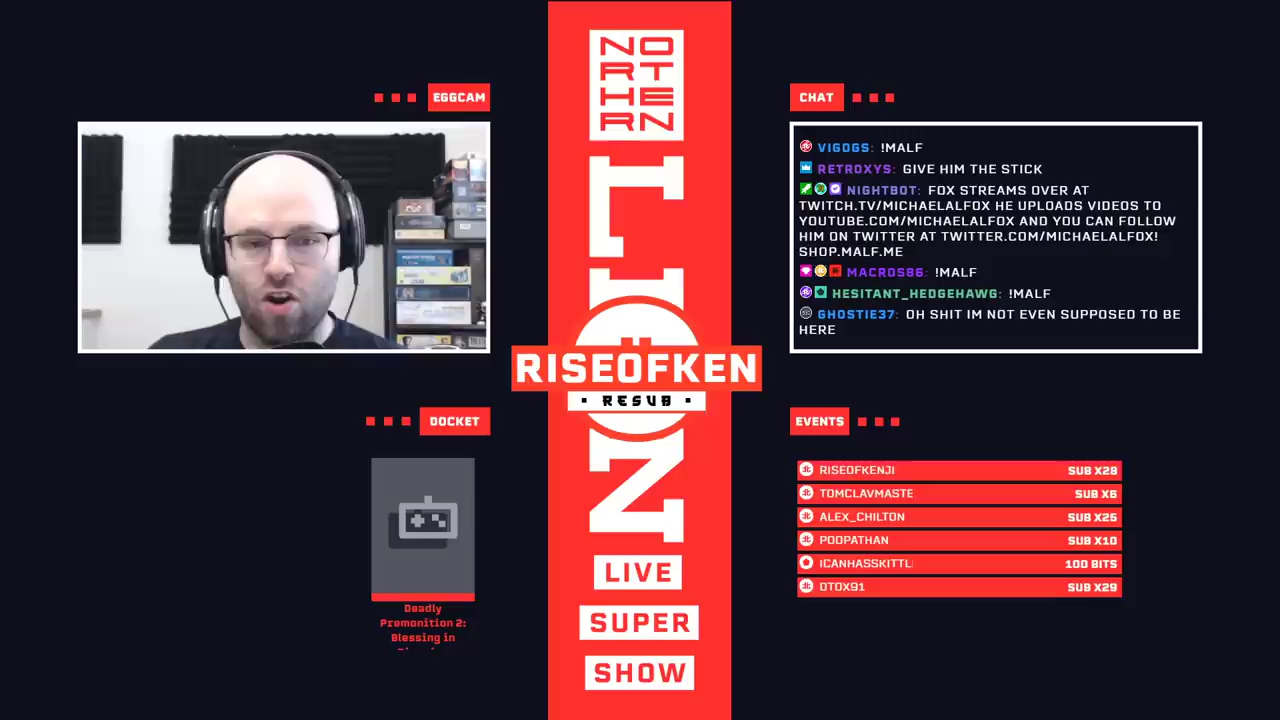 NO
RT
HE
RN
LION
RISEOFKEN
• RESUB •
LIVE
SUPER
SHOW
EGGCAM
DOCKET
Deadly
Premonition 2:
Blessing in
CHAT
VIGOGS: !MALF
RETROXYS: GIVE HIM THE STICK
NIGHTBOT: FOX STREAMS OVER AT
TWITCH.TV/MICHAELALFOX HE UPLOADS VIDEOS TO
YOUTUBE.COM/MICHAELALFOX AND YOU CAN FOLLOW
HIM ON TWITTER AT TWITTER.COM/MICHAELALFOX!
SHOP.MALF.ME
MACROS86: !MALF
HESITANT_HEDGEHAWG: !MALF
GHOSTIE37: OH SHIT IM NOT EVEN SUPPOSED TO BE
HERE
EVENTS
RISEOFKENJI SUB X28
TOMCLAVMASTE SUB X6
ALEX_CHILTON SUB X25
POOPATHAN SUB X10
ICANHASSKITTL 100 BITS
DTOX91 SUB X29